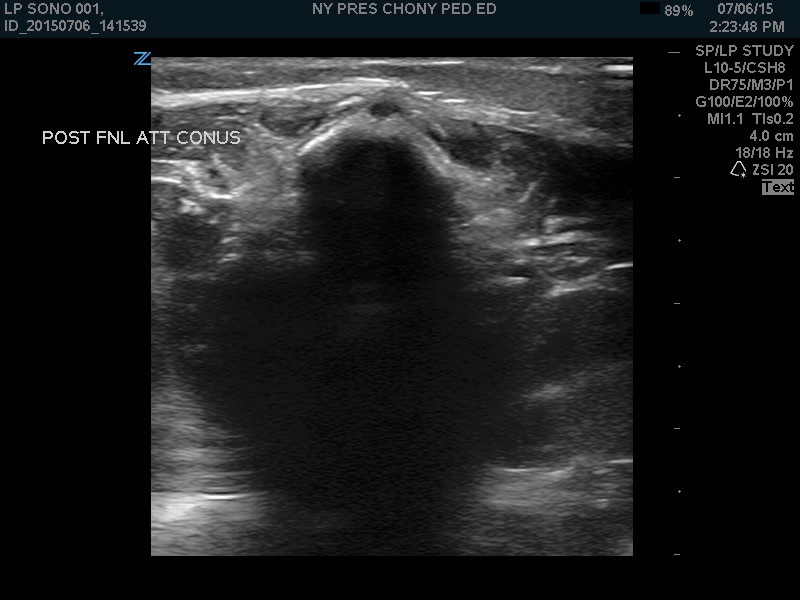 LP SONO 001,
ID_20150706_141539
NY PRES CHONY PED ED
89%
07/06/15
2:23:48 PM
SP/LP STUDY
L10-5/CSH8
DR75/M3/P1
G100/E2/100%
MI1.1 TIs0.2
4.0 cm
18/18 Hz
ZSI 20
Text
Z
POST FNL ATT CONUS